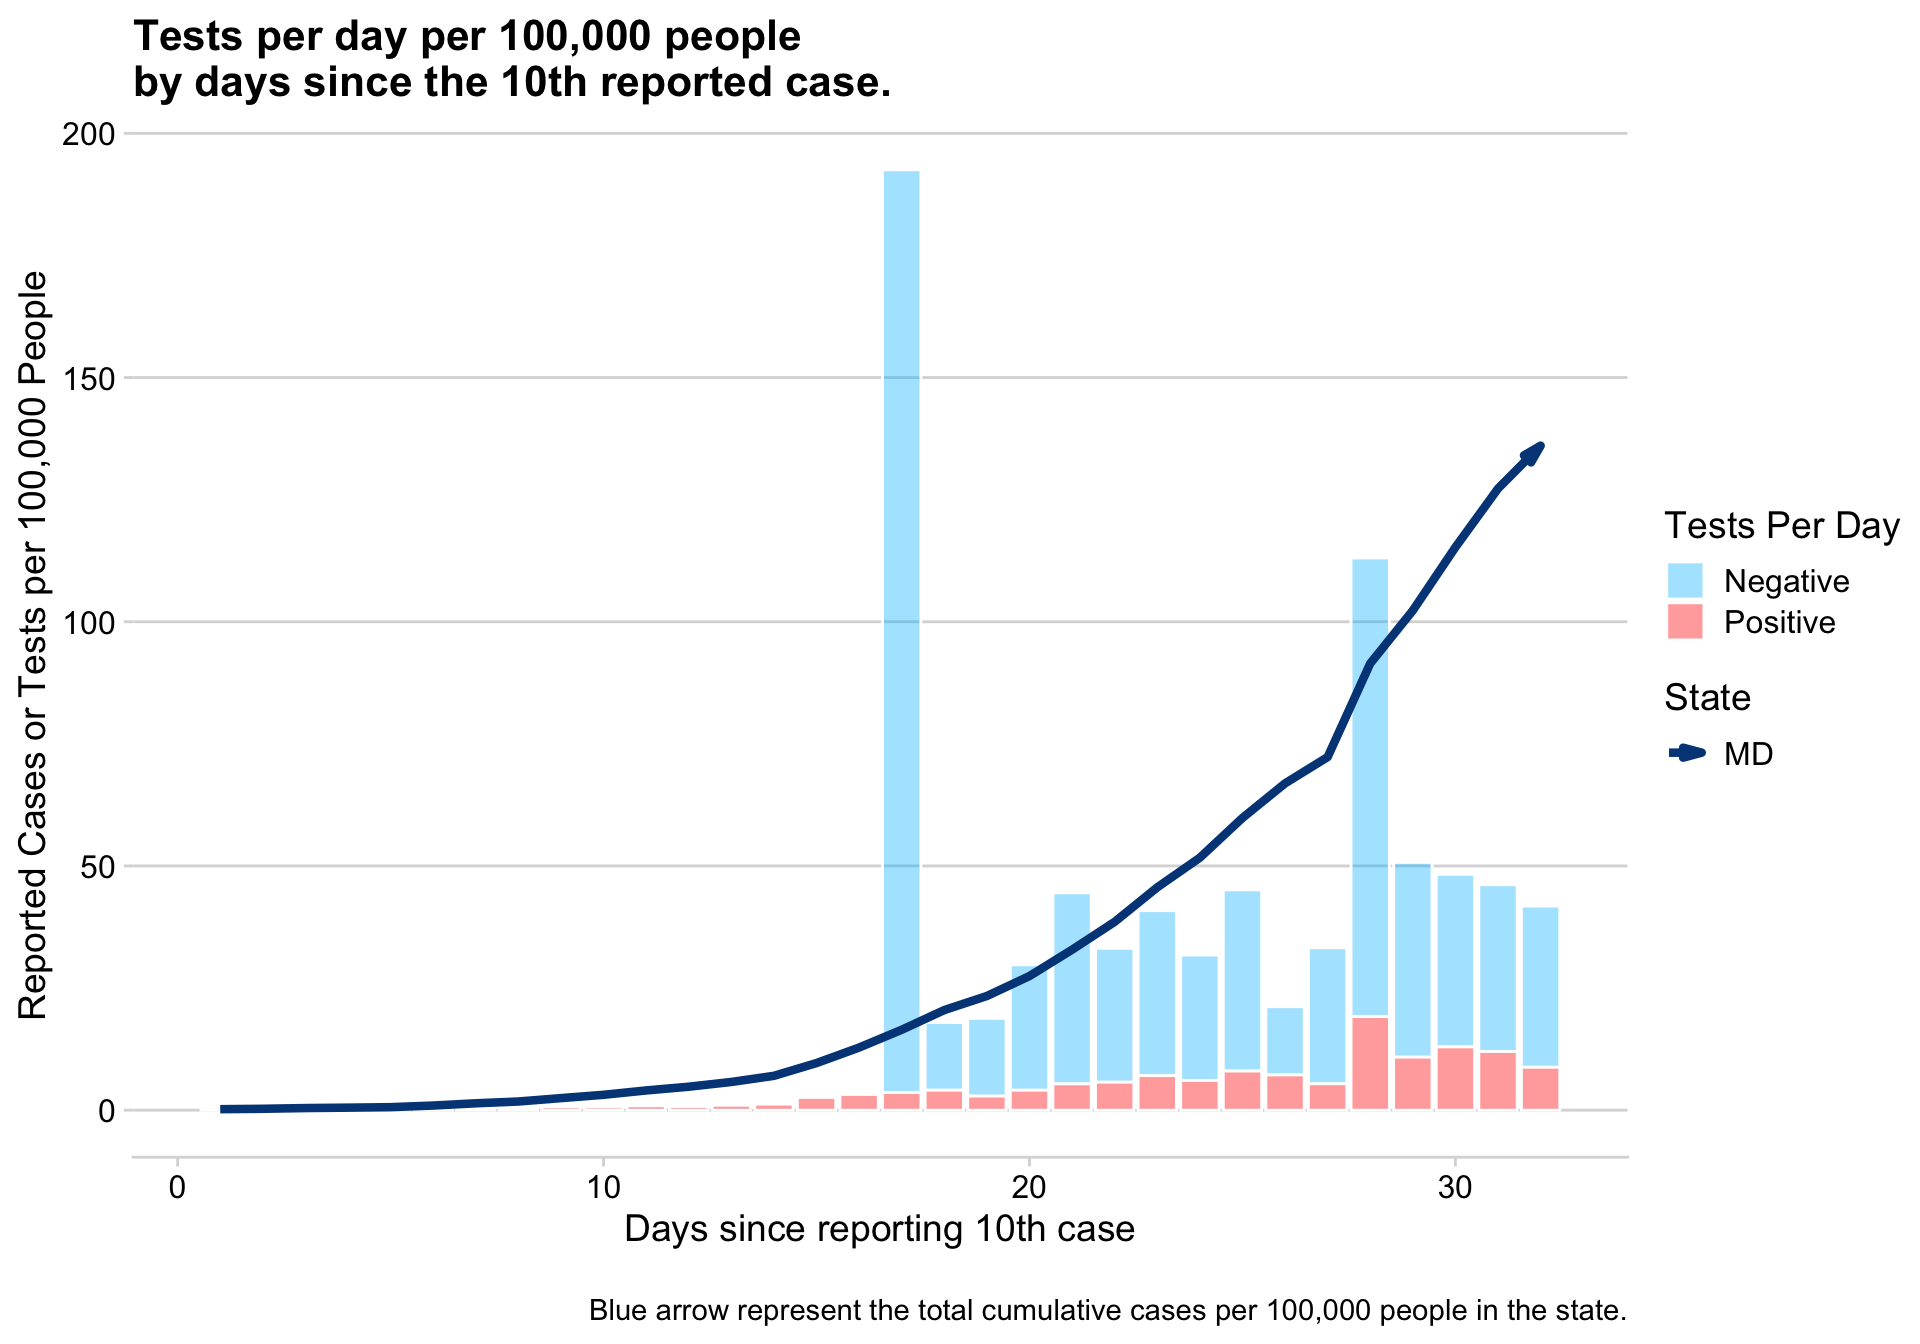 Tests per day per 100,000 people
by days since the 10th reported case.
Reported Cases or Tests per 100,000 People
200
150
100
50
0
0
10
20
30
Days since reporting 10th case
Tests Per Day
Negative
Positive
State
MD
Blue arrow represent the total cumulative cases per 100,000 people in the state.